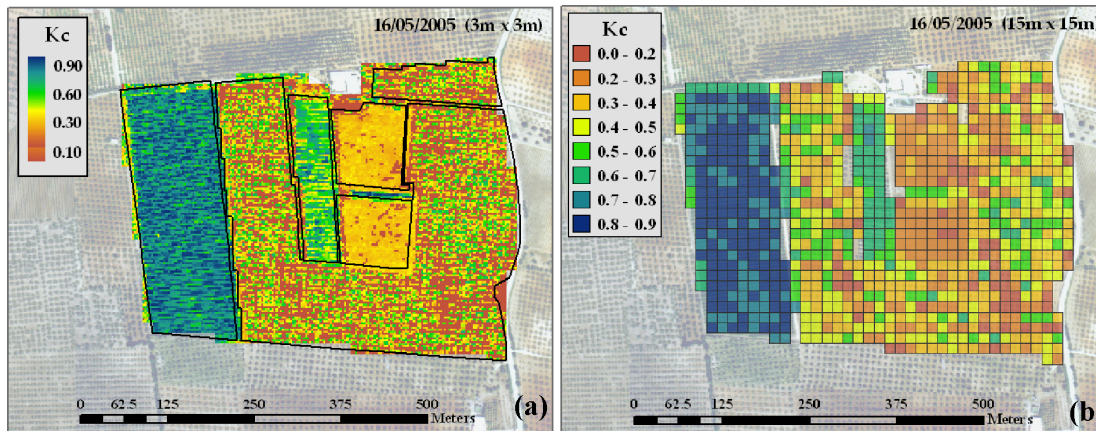 16/05/2005 (3m x 3m)
Kc
0.90
0.60
0.30
0.10
0 62.5 125 250 375 500
Meters
(a)
16/05/2005 (15m x 15m)
Kc
0.0 - 0.2
0.2 - 0.3
0.3 - 0.4
0.4 - 0.5
0.5 - 0.6
0.6 - 0.7
0.7 - 0.8
0.8 - 0.9
0 62.5 125 250 375 500
Meters
(b)